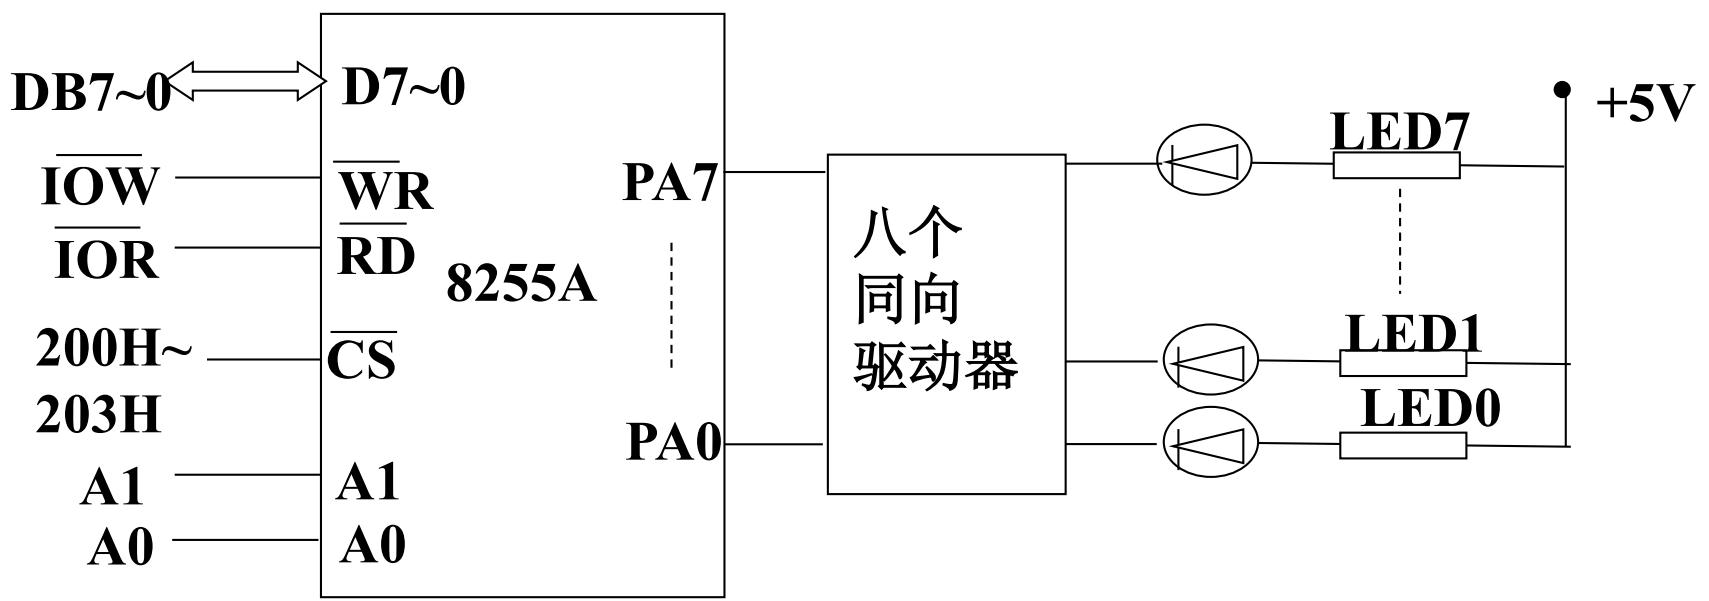 DB7~0
D7~0
IOW
WR
IOR
RD
8255A
200H~
203H
CS
A1
A1
A0
A0
PA7
PA0
八个
同向
驱动器
LED7
LED1
LED0
+5V